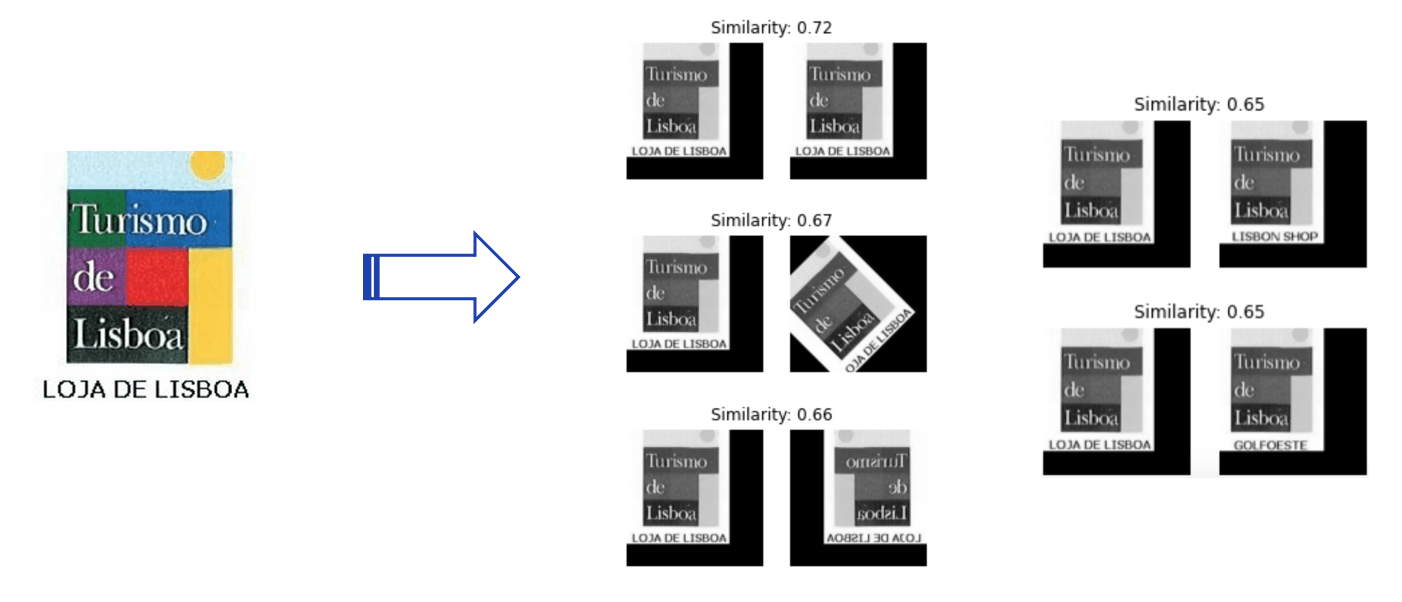 Turismo
de
Lisboa
LOJA DE LISBOA
Similarity: 0.72
Turismo
de
Lisboa
LOJA DE LISBOA
Turismo
de
Lisboa
LOJA DE LISBOA
Similarity: 0.67
Turismo
de
Lisboa
LOJA DE LISBOA
Turismo
de
Lisboa
OJA DE LISBOA
Similarity: 0.66
Turismo
de
Lisboa
LOJA DE LISBOA
Turismo
de
Lisboa
LOJA DE LISBOA
Similarity: 0.65
Turismo
de
Lisboa
LOJA DE LISBOA
Turismo
de
Lisboa
LISBON SHOP
Similarity: 0.65
Turismo
de
Lisboa
LOJA DE LISBOA
Turismo
de
Lisboa
GOLFOESTE